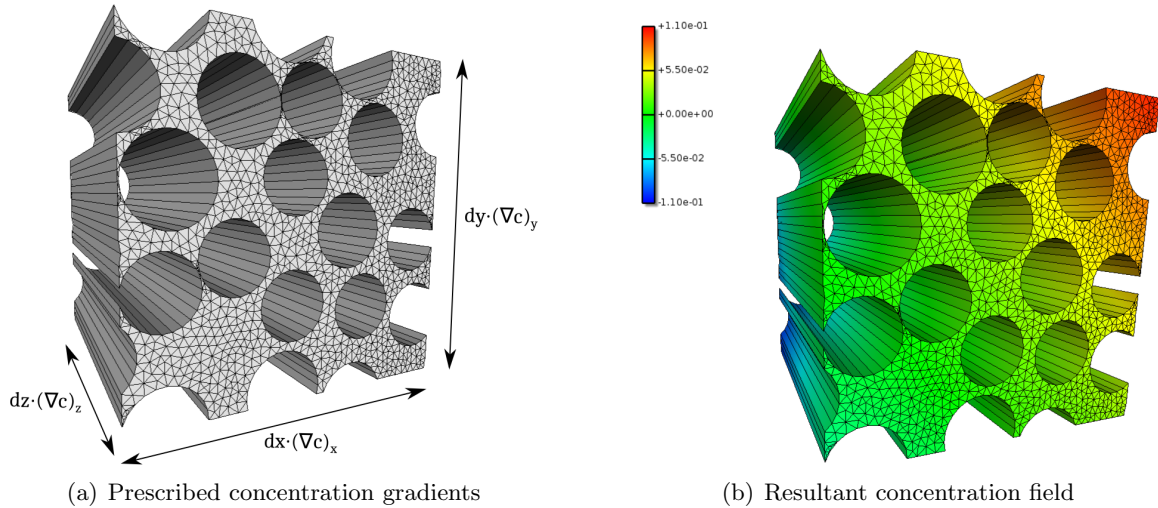 dy·(∇c)y
dz·(∇c)z
dx·(∇c)x
(a) Prescribed concentration gradients
+1.10e-01
+5.50e-02
+0.00e+00
-5.50e-02
-1.10e-01
(b) Resultant concentration field